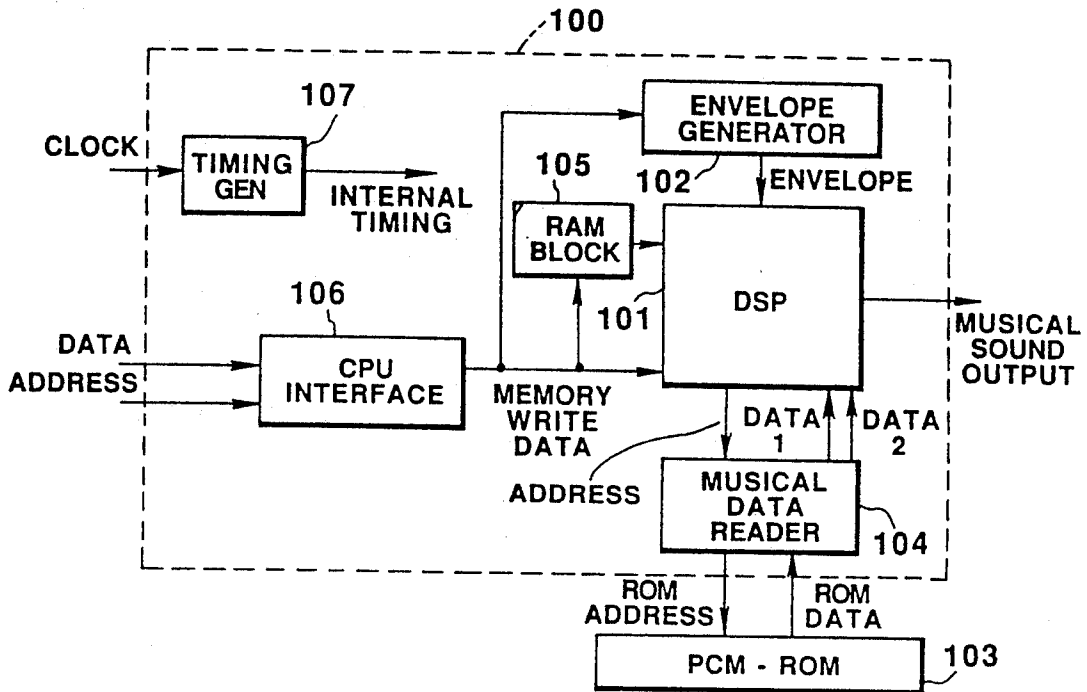 100
107
CLOCK
TIMING
GEN
INTERNAL
TIMING
ENVELOPE
GENERATOR
102
ENVELOPE
105
RAM
BLOCK
101
DSP
MUSICAL
SOUND
OUTPUT
106
DATA
ADDRESS
CPU
INTERFACE
MEMORY
WRITE
DATA
DATA
1
DATA
2
ADDRESS
MUSICAL
DATA
READER
104
ROM
ADDRESS
ROM
DATA
PCM - ROM
103